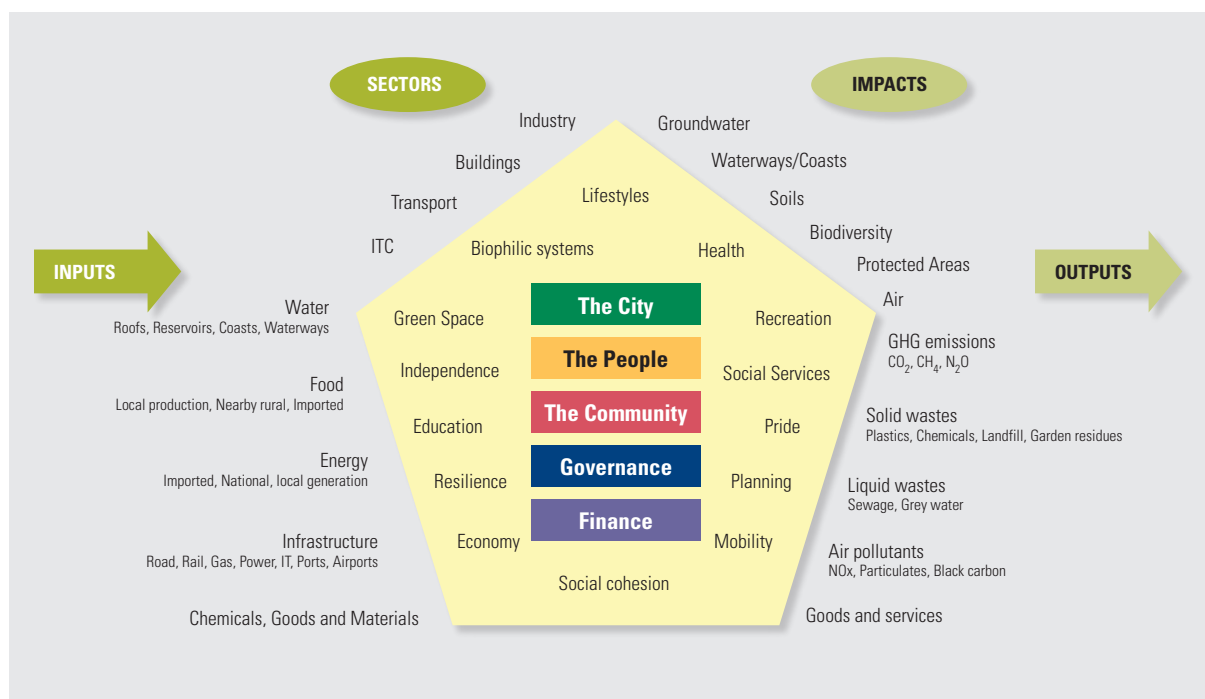 SECTORS
IMPACTS
Industry
Groundwater
Buildings
Waterways/Coasts
Transport
Lifestyles
Soils
ITC
Biophilic systems
Health
Biodiversity
Protected Areas
INPUTS
OUTPUTS
Air
Water
Roofs, Reservoirs, Coasts, Waterways
Green Space
The City
Recreation
GHG emissions
CO₂, CH₄, N₂O
Independence
The People
Social Services
Food
Local production, Nearby rural, Imported
Education
The Community
Pride
Solid wastes
Plastics, Chemicals, Landfill, Garden residues
Energy
Imported, National, local generation
Resilience
Governance
Planning
Liquid wastes
Sewage, Grey water
Infrastructure
Road, Rail, Gas, Power, IT, Ports, Airports
Economy
Finance
Mobility
Air pollutants
NOx, Particulates, Black carbon
Social cohesion
Chemicals, Goods and Materials
Goods and services